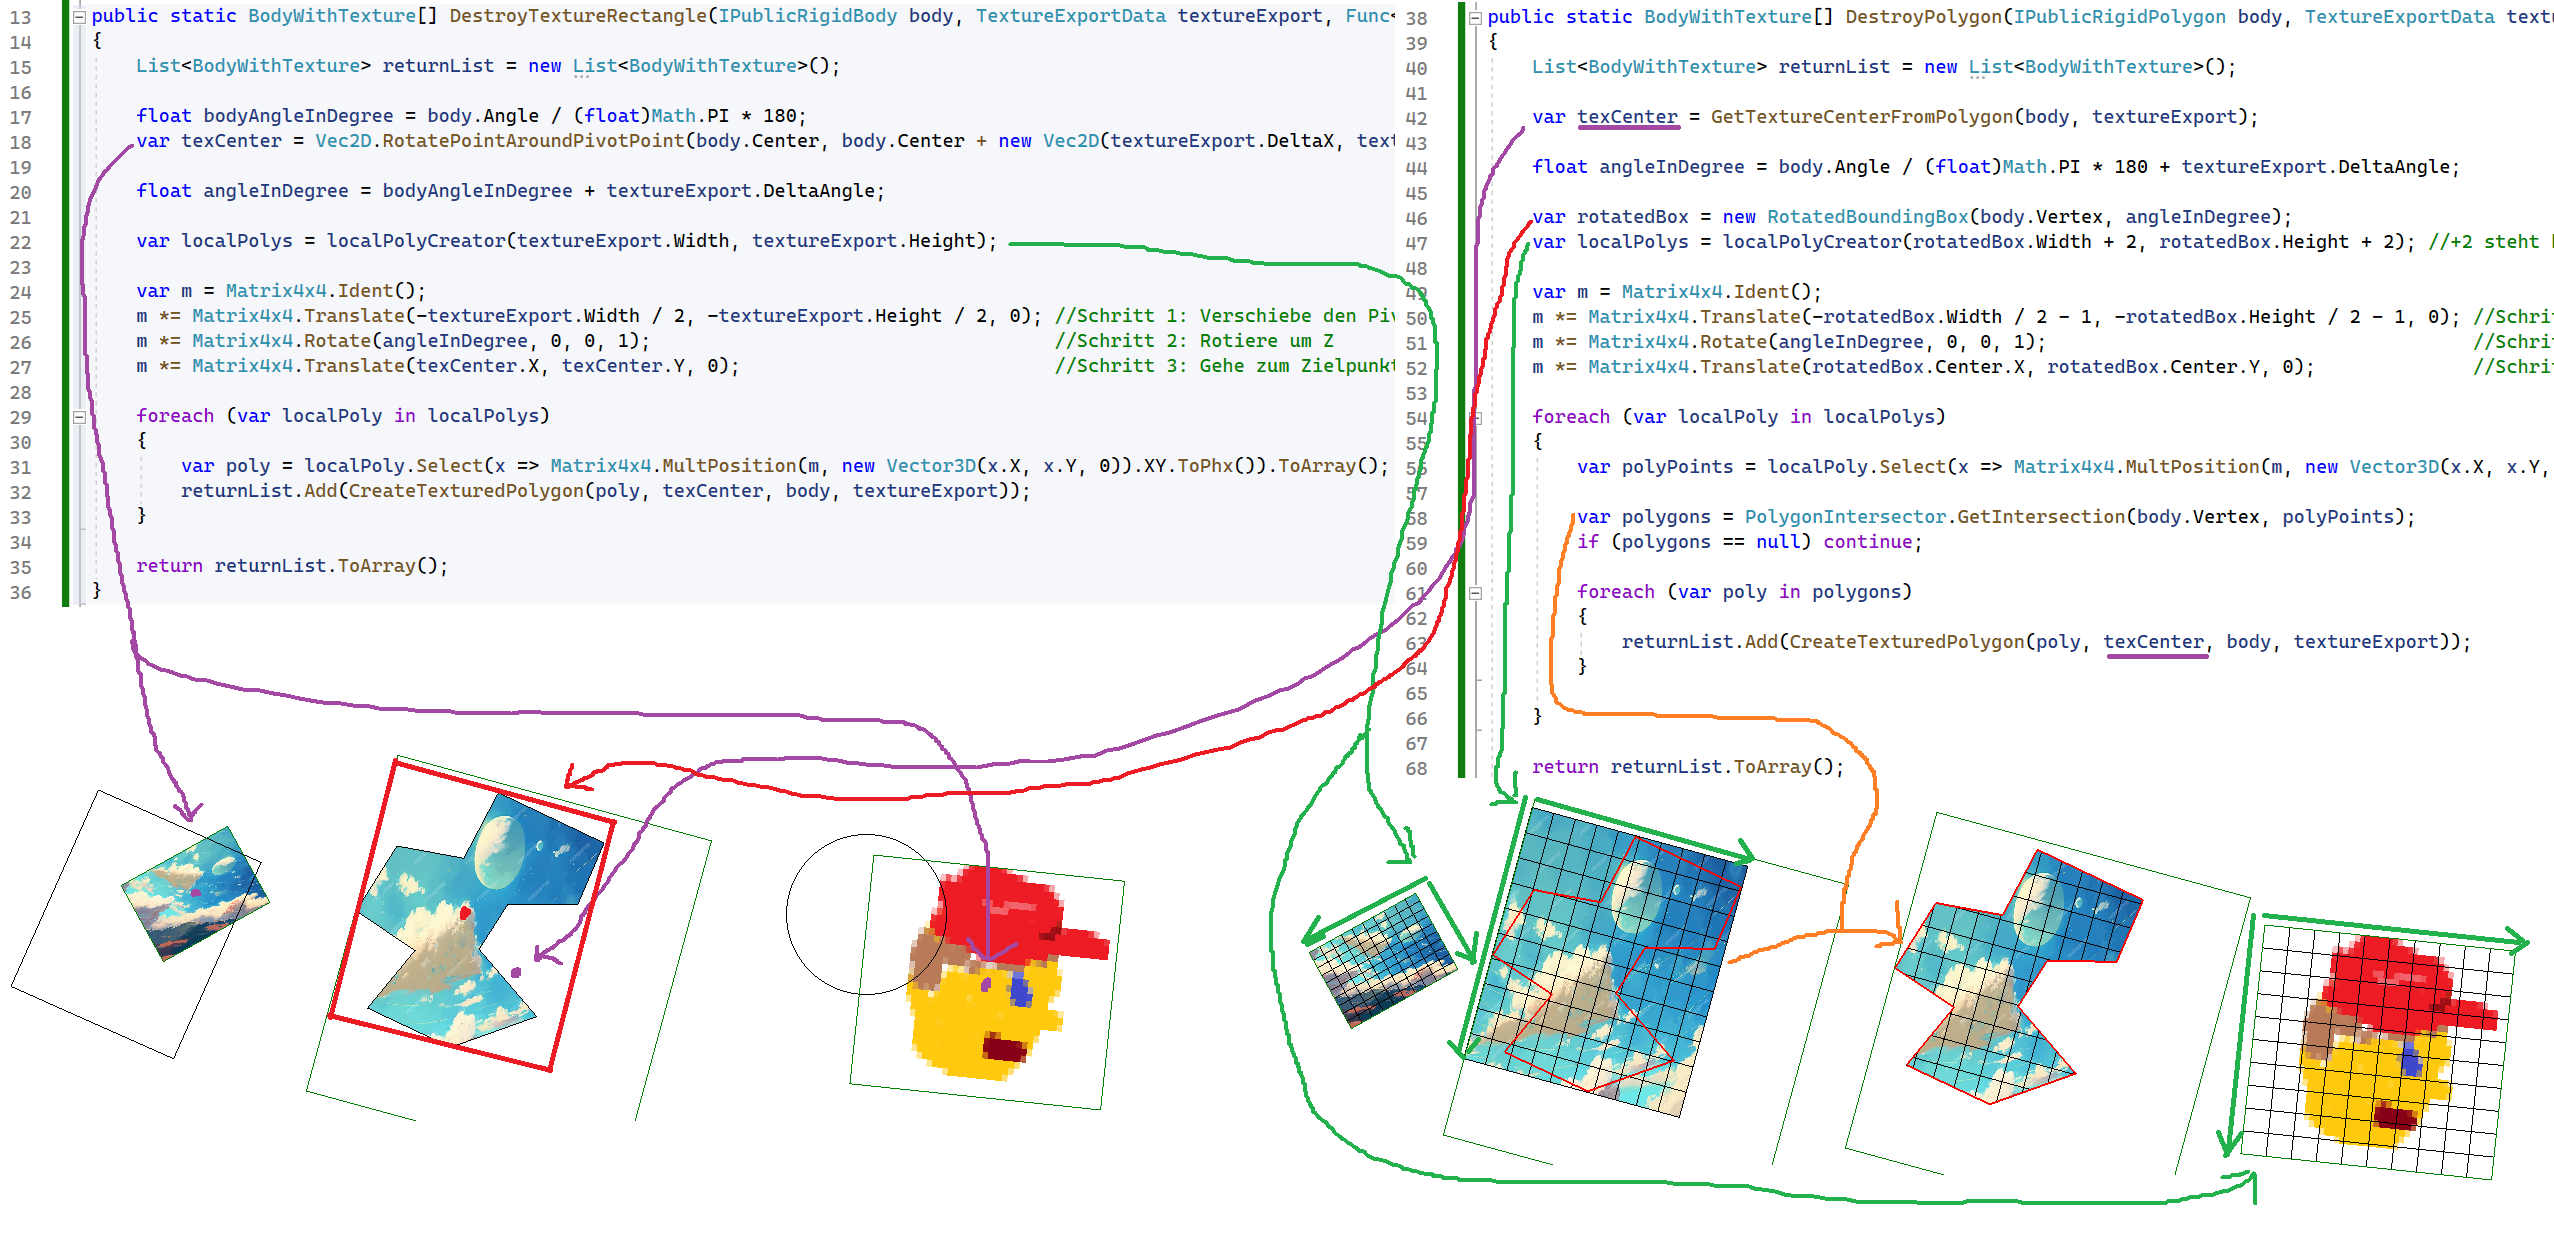 13 public static BodyWithTexture[] DestroyTextureRectangle(IPublicRigidBody body, TextureExportData textureExport, Func<
14 {
15 List<BodyWithTexture> returnList = new List<BodyWithTexture>();
16
17 float bodyAngleInDegree = body.Angle / (float)Math.PI * 180;
18 var texCenter = Vec2D.RotatePointAroundPivotPoint(body.Center, body.Center + new Vec2D(textureExport.DeltaX, text
19
20 float angleInDegree = bodyAngleInDegree + textureExport.DeltaAngle;
21
22 var localPolys = localPolyCreator(textureExport.Width, textureExport.Height);
23
24 var m = Matrix4x4.Ident();
25 m *= Matrix4x4.Translate(-textureExport.Width / 2, -textureExport.Height / 2, 0); //Schritt 1: Verschiebe den Piv
26 m *= Matrix4x4.Rotate(angleInDegree, 0, 0, 1); //Schritt 2: Rotiere um Z
27 m *= Matrix4x4.Translate(texCenter.X, texCenter.Y, 0); //Schritt 3: Gehe zum Zielpunkt
28
29 foreach (var localPoly in localPolys)
30 {
31 var poly = localPoly.Select(x => Matrix4x4.MultPosition(m, new Vector3D(x.X, x.Y, 0)).XY.ToPhx()).ToArray();
32 returnList.Add(CreateTexturedPolygon(poly, texCenter, body, textureExport));
33 }
34
35 return returnList.ToArray();
36 }
38 public static BodyWithTexture[] DestroyPolygon(IPublicRigidPolygon body, TextureExportData text
39 {
40 List<BodyWithTexture> returnList = new List<BodyWithTexture>();
41
42 var texCenter = GetTextureCenterFromPolygon(body, textureExport);
43
44 float angleInDegree = body.Angle / (float)Math.PI * 180 + textureExport.DeltaAngle;
45
46 var rotatedBox = new RotatedBoundingBox(body.Vertex, angleInDegree);
47 var localPolys = localPolyCreator(rotatedBox.Width + 2, rotatedBox.Height + 2); //+2 steht
48
49 var m = Matrix4x4.Ident();
50 m *= Matrix4x4.Translate(-rotatedBox.Width / 2 - 1, -rotatedBox.Height / 2 - 1, 0); //Schri
51 m *= Matrix4x4.Rotate(angleInDegree, 0, 0, 1); //Schri
52 m *= Matrix4x4.Translate(rotatedBox.Center.X, rotatedBox.Center.Y, 0); //Schri
53
54 foreach (var localPoly in localPolys)
55 {
56 var polyPoints = localPoly.Select(x => Matrix4x4.MultPosition(m, new Vector3D(x.X, x.Y,
57
58 var polygons = PolygonIntersector.GetIntersection(body.Vertex, polyPoints);
59 if (polygons == null) continue;
60
61 foreach (var poly in polygons)
62 {
63 returnList.Add(CreateTexturedPolygon(poly, texCenter, body, textureExport));
64 }
65
66 }
67
68 return returnList.ToArray();